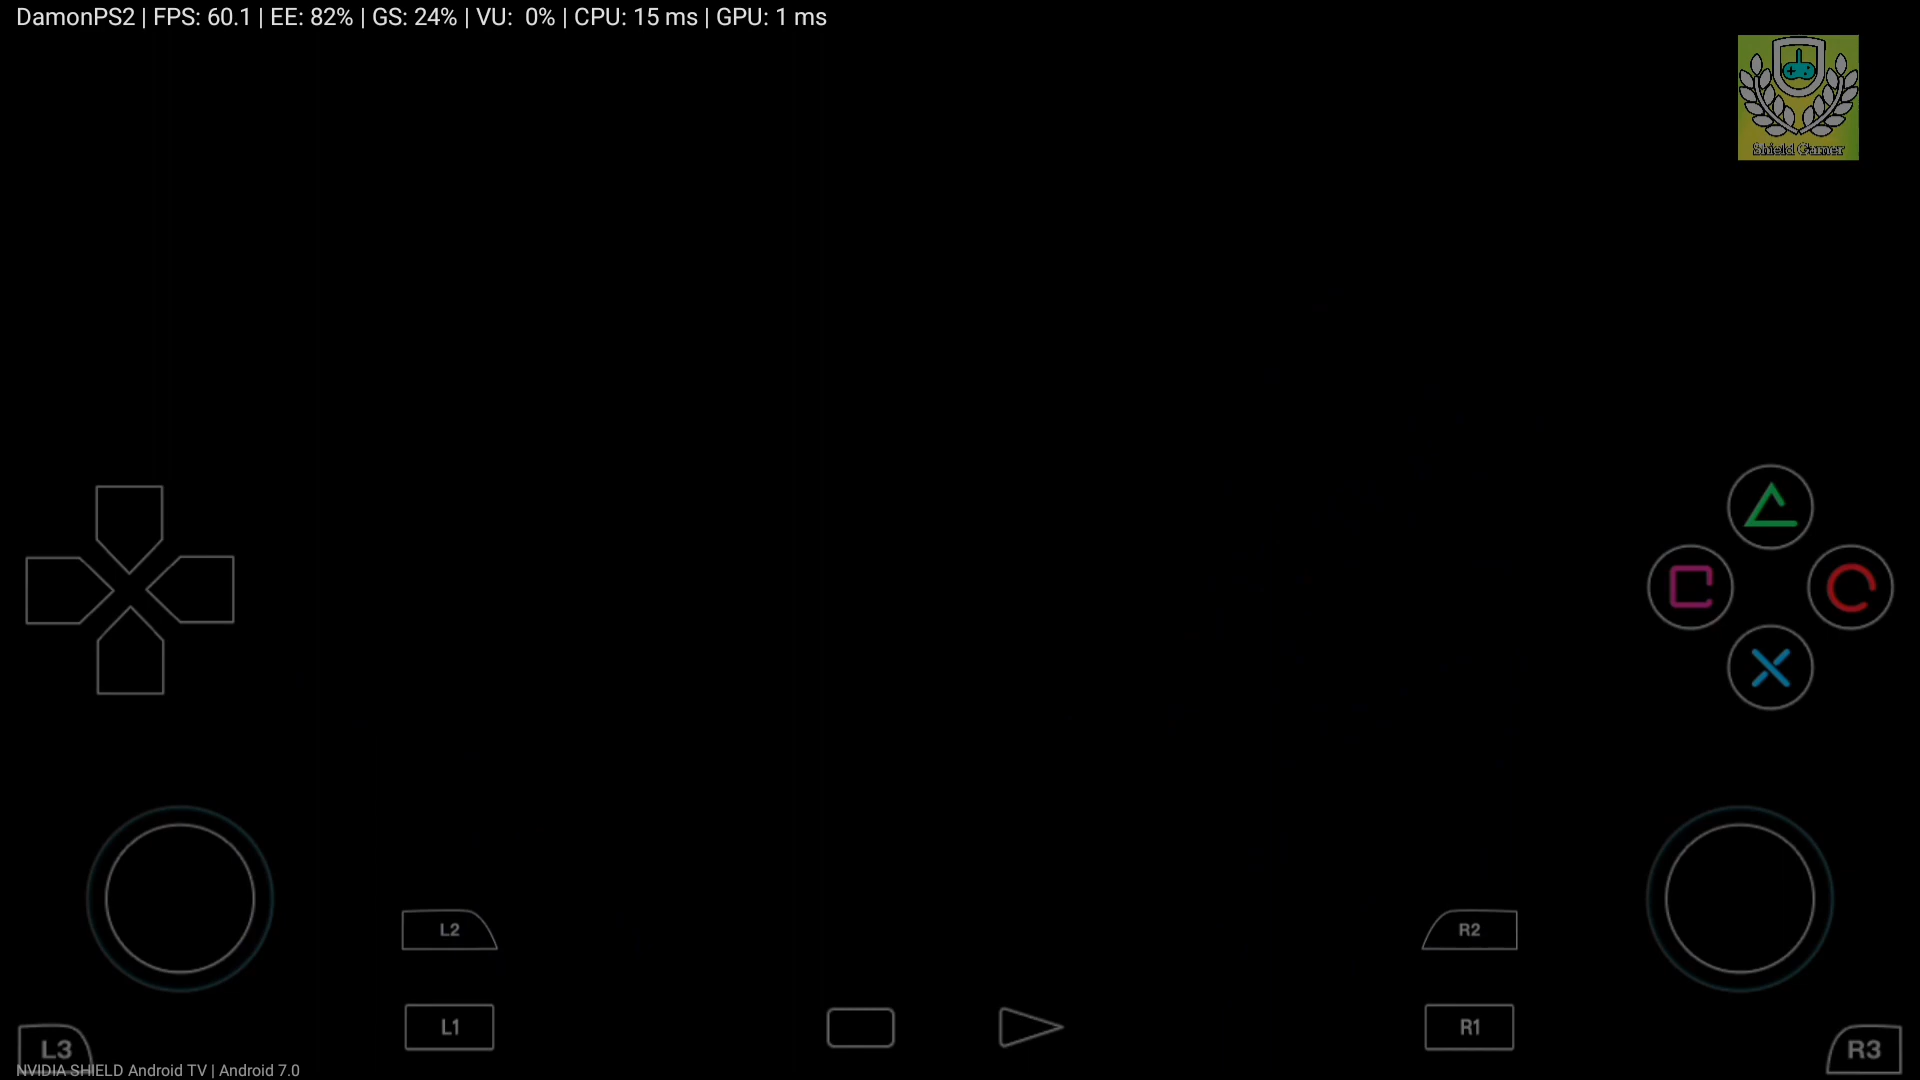 DamonPS2 | FPS: 60.1 | EE: 82% | GS: 24% | VU: 0% | CPU: 15 ms | GPU: 1 ms
Shield Gamer
L2
R2
L1
R1
L3
R3
NVIDIA SHIELD Android TV | Android 7.0